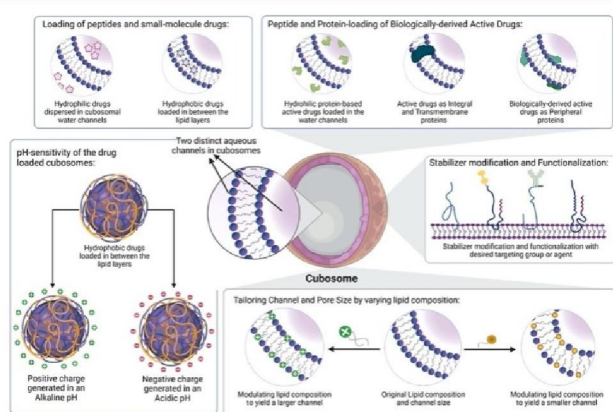 Loading of peptides and small-molecule drugs:
Hydrophilic drugs
dispersed in cubosomal
water channels
Hydrophobic drugs
loaded in between the
lipid layers
Peptide and Protein-loading of Biologically-derived Active Drugs:
Hydrohilic protein-based
active drugs loaded in the
water channels
Active drugs as Integral and
Transmembrane
proteins
Biologically-derived active
drugs as Peripheral
proteins
pH-sensitivity of the drug
loaded cubosomes:
Hydrophobic drugs
loaded in between the
lipid layers
Positive charge
generated in an
Alkaline pH
Negative charge
generated in an
Acidic pH
Two distinct aqueous
channels in cubosomes
Cubosome
Stabilizer modification and Functionalization:
Stabilizer modification and functionalization with
desired targeting group or agent
Tailoring Channel and Pore Size by varying lipid composition:
Modulating lipid composition
to yield a larger channel
Original Lipid composition
and channel size
Modulating lipid composition
to yield a smaller channel